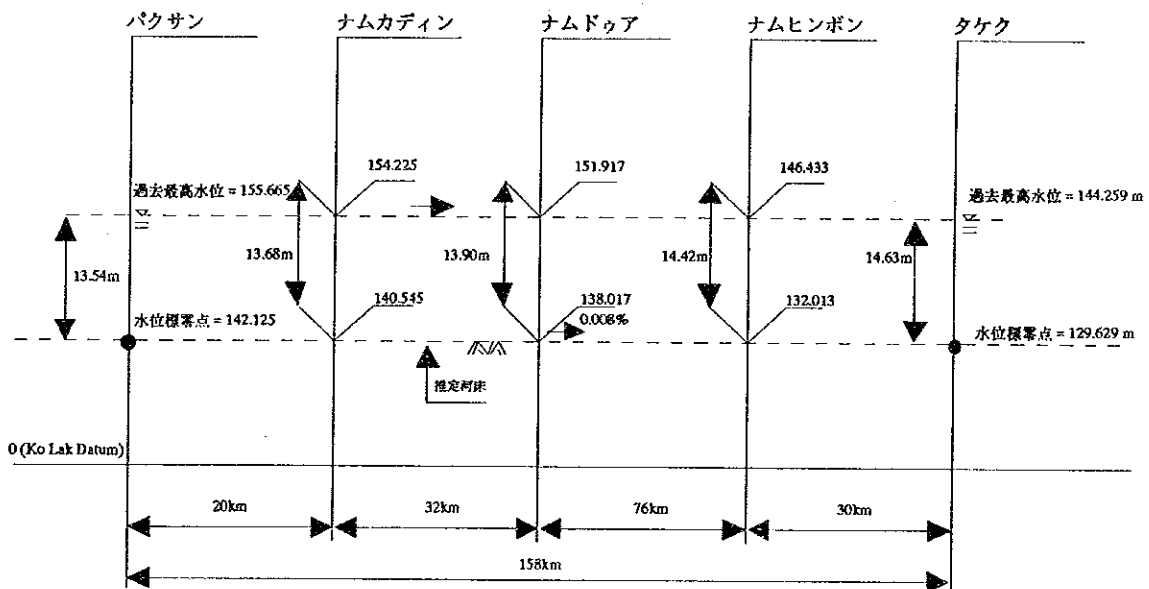 パクサン
ナムカディン
ナムドゥア
ナムヒンボン
タケク
154.225
151.917
146.433
過去最高水位 = 155.665
過去最高水位 = 144.259 m
13.54m
13.68m
13.90m
14.42m
14.63m
140.545
138.017
132.013
0.008%
水位標零点 = 142.125
水位標零点 = 129.629 m
推定河床
0 (Ko Lak Datum)
20km
32km
76km
30km
158km